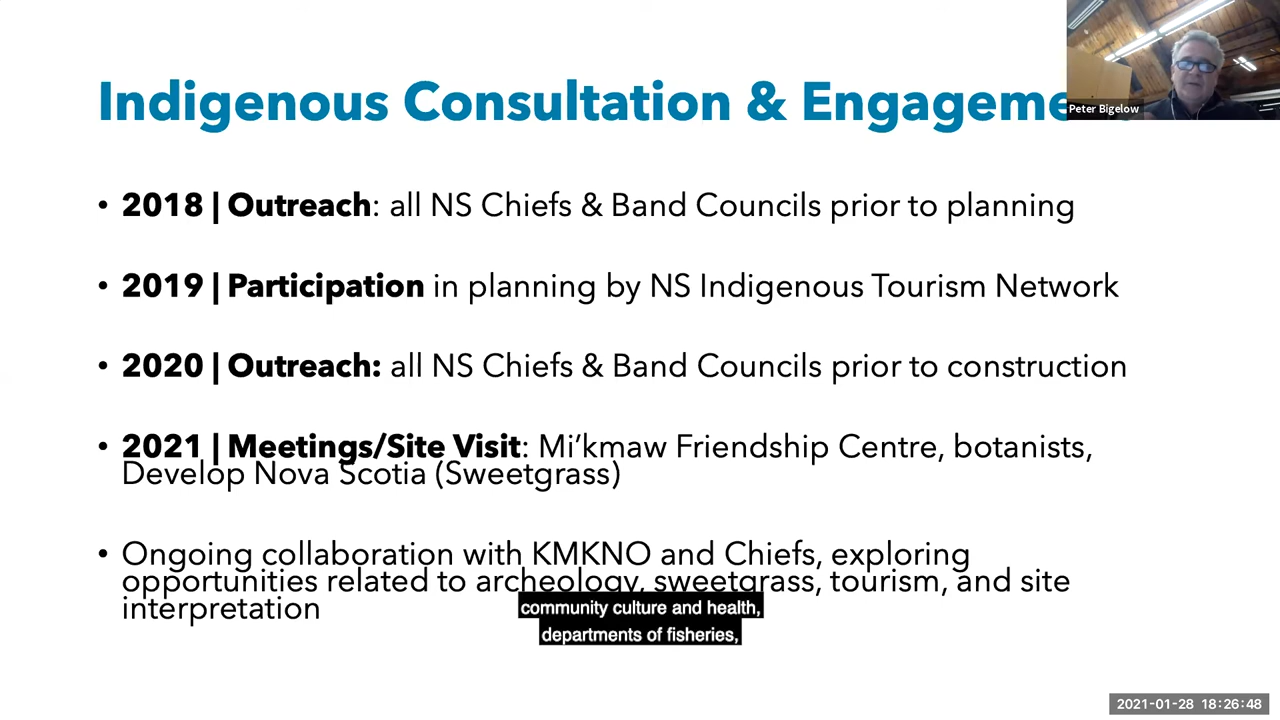 Indigenous Consultation & Engageme
Peter Bigelow
• 2018 | Outreach: all NS Chiefs & Band Councils prior to planning
• 2019 | Participation in planning by NS Indigenous Tourism Network
• 2020 | Outreach: all NS Chiefs & Band Councils prior to construction
• 2021 | Meetings/Site Visit: Mi’kmaw Friendship Centre, botanists,
Develop Nova Scotia (Sweetgrass)
• Ongoing collaboration with KMKNO and Chiefs, exploring
opportunities related to archeology, sweetgrass, tourism, and site
interpretation
community culture and health,
departments of fisheries,
2021-01-28 18:26:48